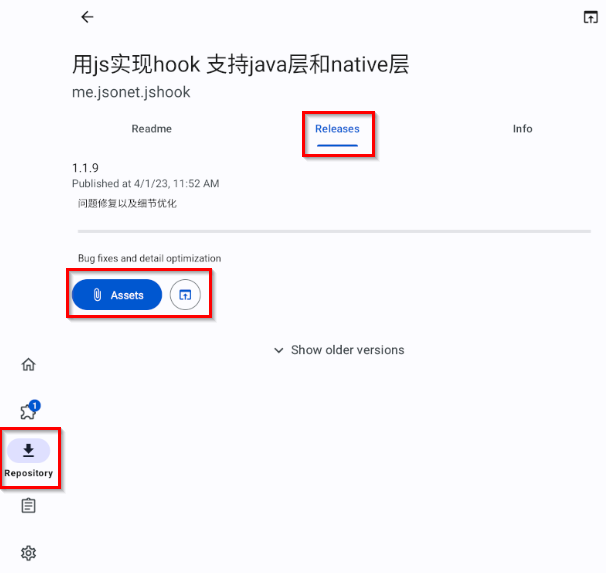 用js实现hook 支持java层和native层
me.jsonet.jshook
Readme
Releases
Info
1.1.9
Published at 4/1/23, 11:52 AM
问题修复以及细节优化
Bug fixes and detail optimization
Assets
Show older versions
1
Repository